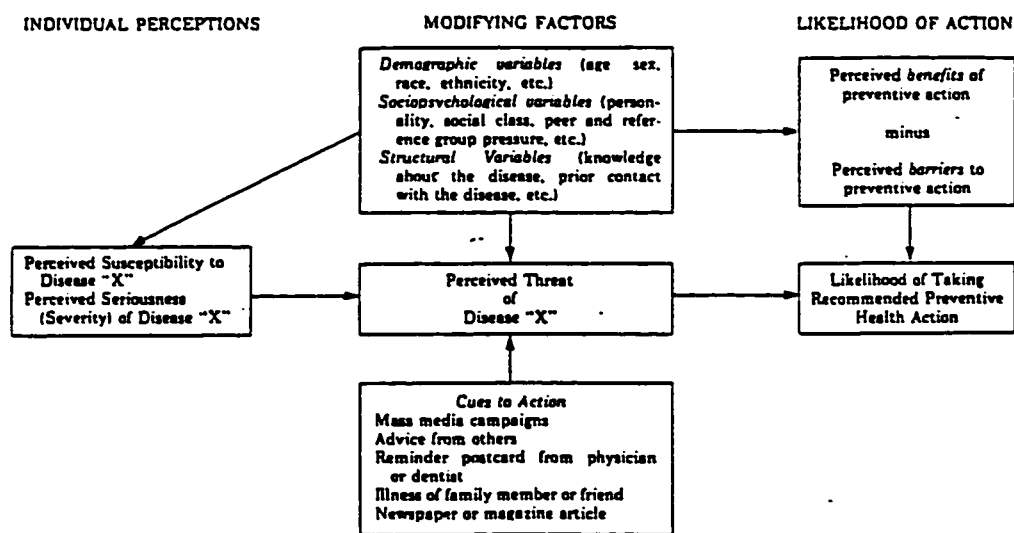 INDIVIDUAL PERCEPTIONS
MODIFYING FACTORS
LIKELIHOOD OF ACTION
Demographic variables (age sex,
race, ethnicity, etc.)
Sociopsychological variables (person-
ality, social class, peer and refer-
ence group pressure, etc.)
Structural Variables (knowledge
about the disease, prior contact
with the disease, etc.)
Perceived benefits of
preventive action
minus
Perceived barriers to
preventive action
Perceived Susceptibility to
Disease "X"
Perceived Seriousness
(Severity) of Disease "X"
Perceived Threat
of
Disease "X"
Likelihood of Taking
Recommended Preventive
Health Action
Cues to Action
Mass media campaigns
Advice from others
Reminder postcard from physician
or dentist
Illness of family member or friend
Newspaper or magazine article